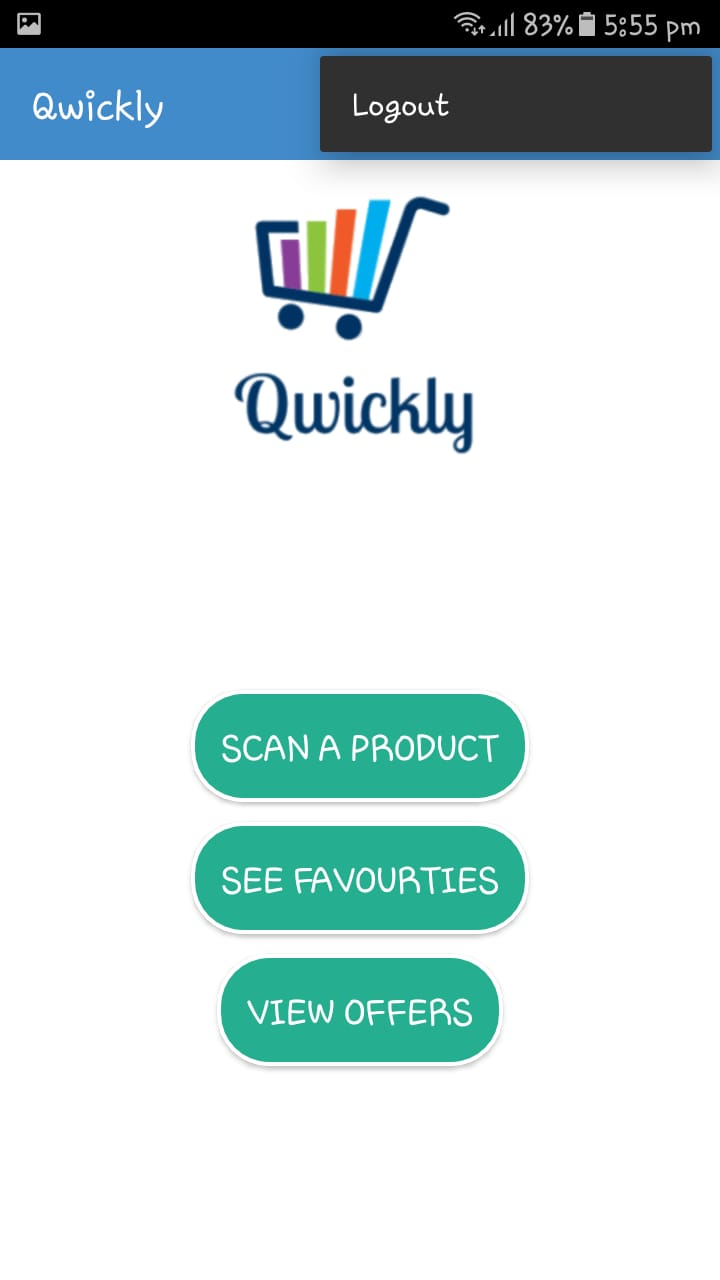 83% 5:55 pm
Qwickly
Logout
Qwickly
SCAN A PRODUCT
SEE FAVOURTIES
VIEW OFFERS